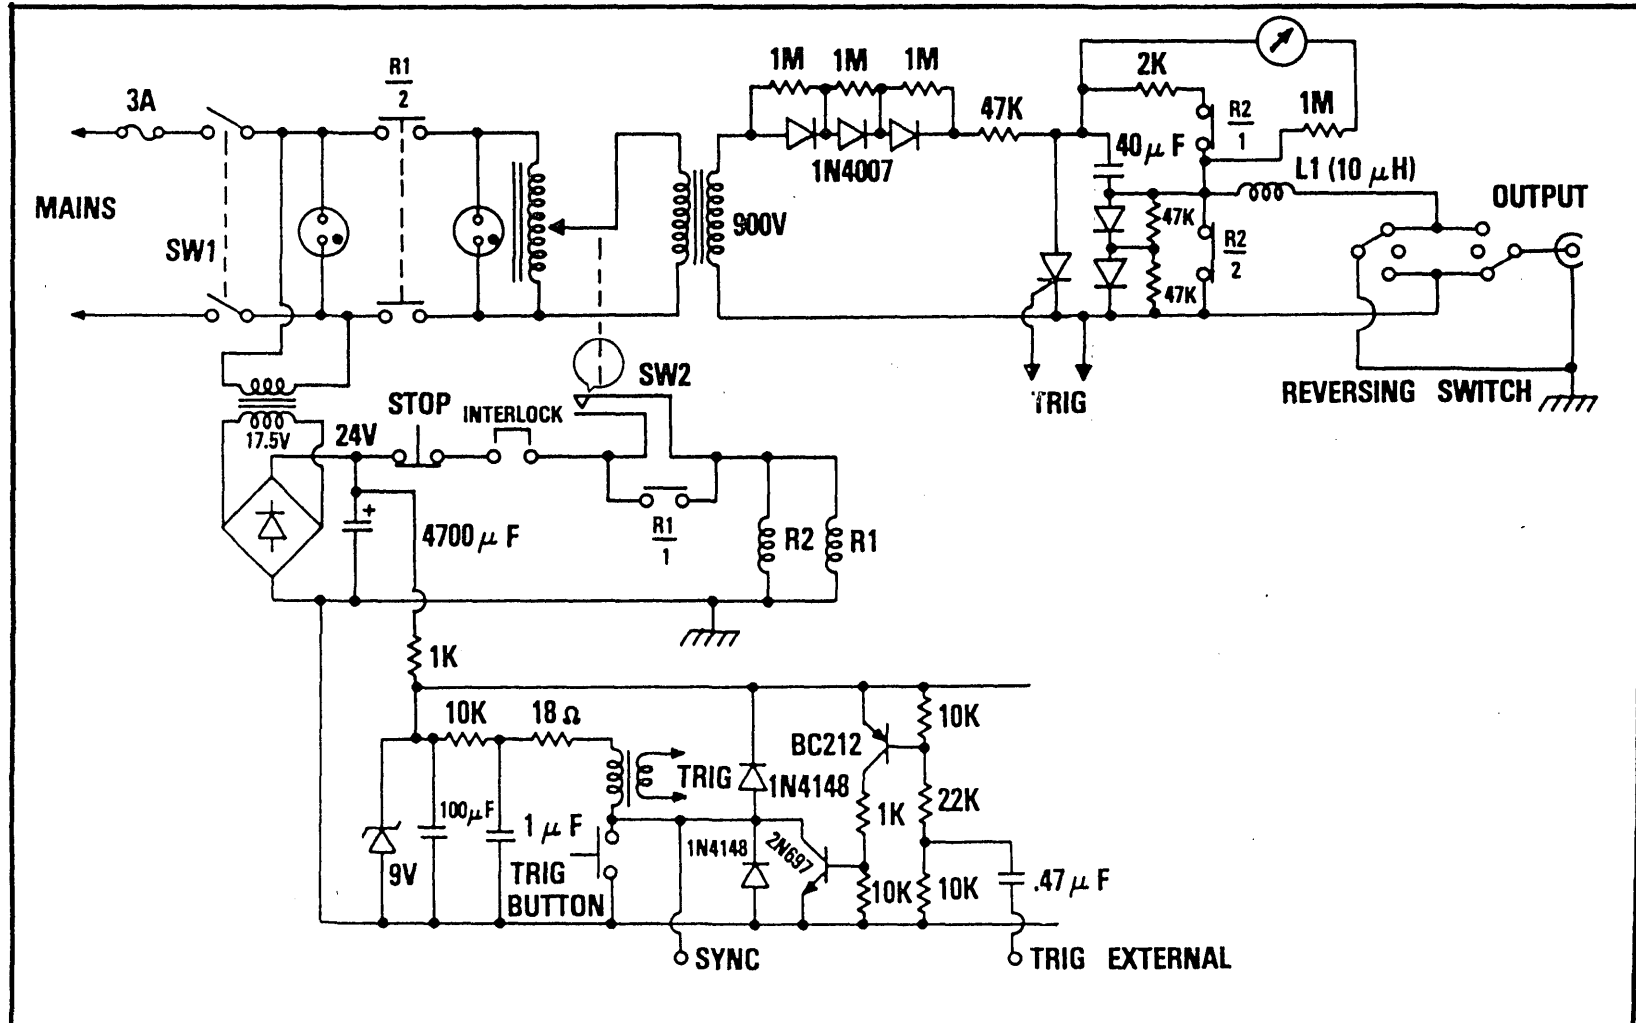 3A
R1
2
1M 1M 1M
47K
1N4007
2K
R2
1
1M
40 μ F
L1 (10 μH)
MAINS
SW1
900V
47K
R2
2
47K
OUTPUT
TRIG
REVERSING SWITCH
SW2
STOP
INTERLOCK
17.5V
24V
+
4700 μ F
R1
1
R2
R1
1K
10K
18 Ω
TRIG
BC212
10K
1N4148
1K
22K
100μF
1 μ F
1N4148
2N697
9V
TRIG
BUTTON
10K
10K
.47μ F
SYNC
TRIG EXTERNAL